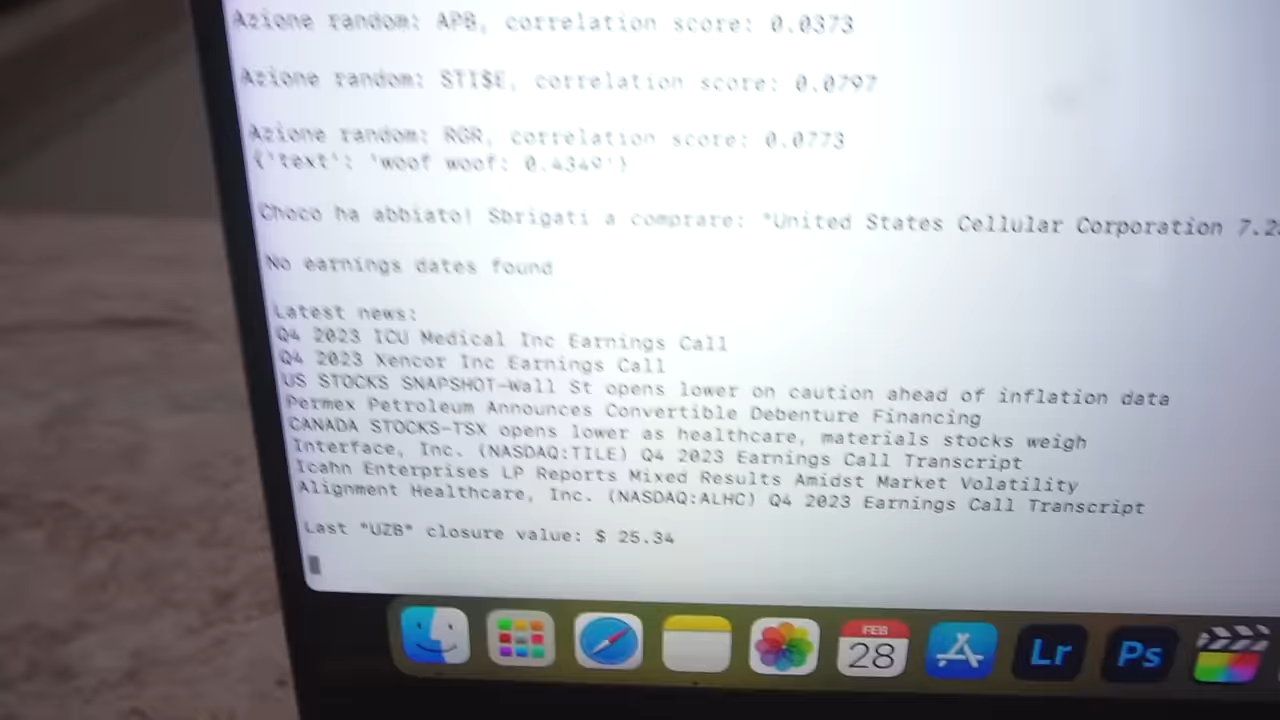 Azione random: APB, correlation score: 0.0373
Azione random: STI$E, correlation score: 0.0797
Azione random: RGR, correlation score: 0.0773
{'text': 'woof woof: 0.4349'}
Choco ha abbiato! Sbrigati a comprare: "United States Cellular Corporation 7.2
No earnings dates found
Latest news:
Q4 2023 ICU Medical Inc Earnings Call
Q4 2023 Xencor Inc Earnings Call
US STOCKS SNAPSHOT-Wall St opens lower on caution ahead of inflation data
Permex Petroleum Announces Convertible Debenture Financing
CANADA STOCKS-TSX opens lower as healthcare, materials stocks weigh
Interface, Inc. (NASDAQ:TILE) Q4 2023 Earnings Call Transcript
Icahn Enterprises LP Reports Mixed Results Amidst Market Volatility
Alignment Healthcare, Inc. (NASDAQ:ALHC) Q4 2023 Earnings Call Transcript
Last "UZB" closure value: $ 25.34
FEB
28
Lr
Ps